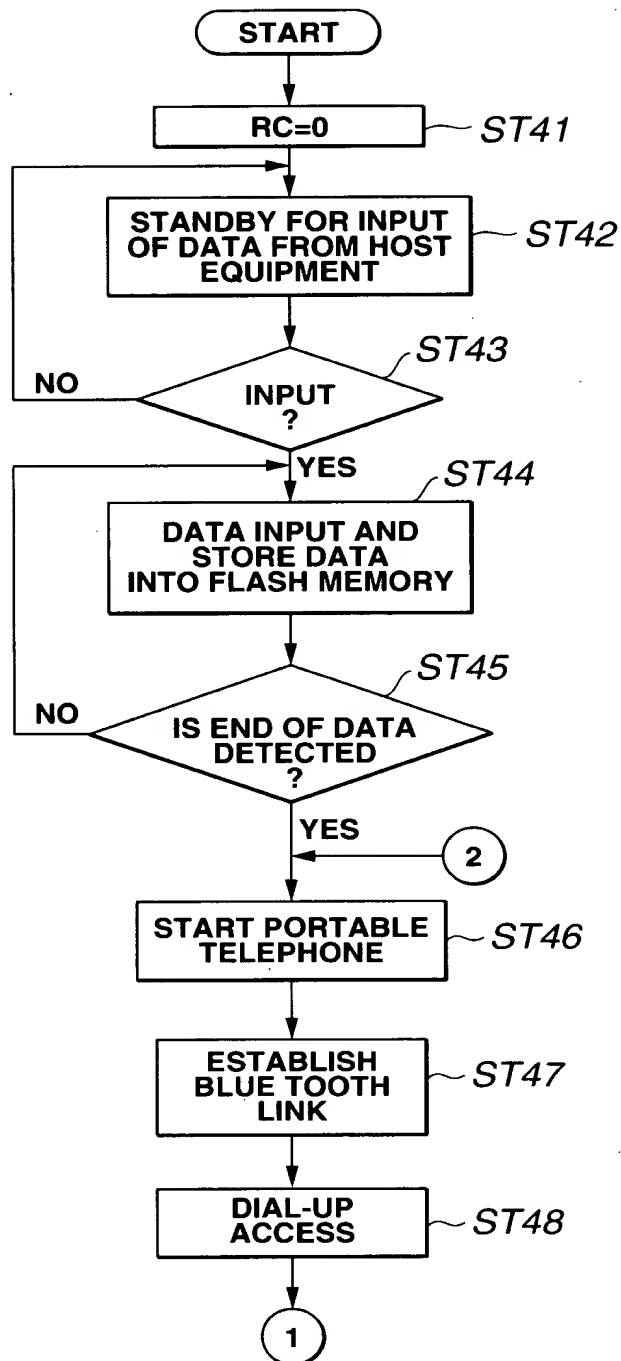 START
RC=0
ST41
STANDBY FOR INPUT
OF DATA FROM HOST
EQUIPMENT
ST42
ST43
NO
INPUT
?
YES
ST44
DATA INPUT AND
STORE DATA
INTO FLASH MEMORY
ST45
NO
IS END OF DATA
DETECTED
?
YES
2
START PORTABLE
TELEPHONE
ST46
ESTABLISH
BLUE TOOTH
LINK
ST47
DIAL-UP
ACCESS
ST48
1